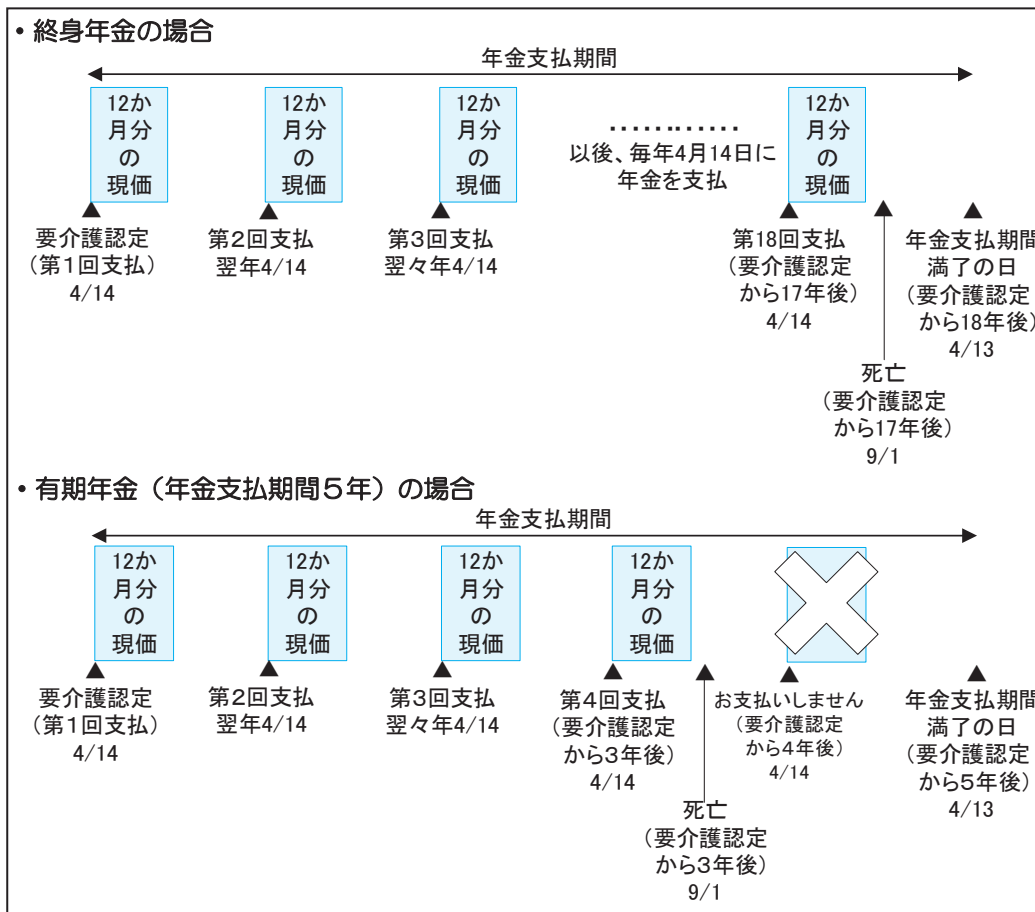 ・終身年金の場合
年金支払期間
12か
月分
の
現価
12か
月分
の
現価
12か
月分
の
現価
‥‥‥‥‥‥
以後、毎年4月14日に
年金を支払
12か
月分
の
現価
要介護認定
（第１回支払）
4/14
第２回支払
翌年4/14
第３回支払
翌々年4/14
第18回支払
（要介護認定
から17年後）
4/14
年金支払期間
満了の日
（要介護認定
から18年後）
4/13
死亡
（要介護認定
から17年後）
9/1
・有期年金（年金支払期間５年）の場合
年金支払期間
12か
月分
の
現価
12か
月分
の
現価
12か
月分
の
現価
12か
月分
の
現価
要介護認定
（第１回支払）
4/14
第２回支払
翌年4/14
第３回支払
翌々年4/14
第４回支払
（要介護認定
から３年後）
4/14
お支払いしません
（要介護認定
から４年後）
4/14
年金支払期間
満了の日
（要介護認定
から５年後）
4/13
死亡
（要介護認定
から３年後）
9/1